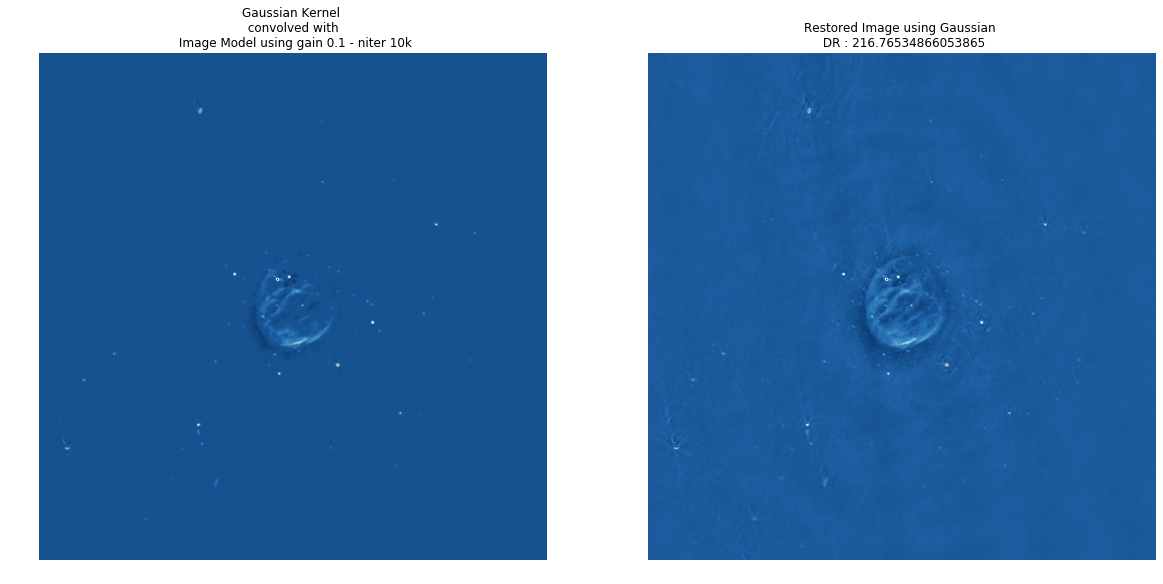 Gaussian Kernel
convolved with
Image Model using gain 0.1 - niter 10k
Restored Image using Gaussian
DR : 216.76534866053865